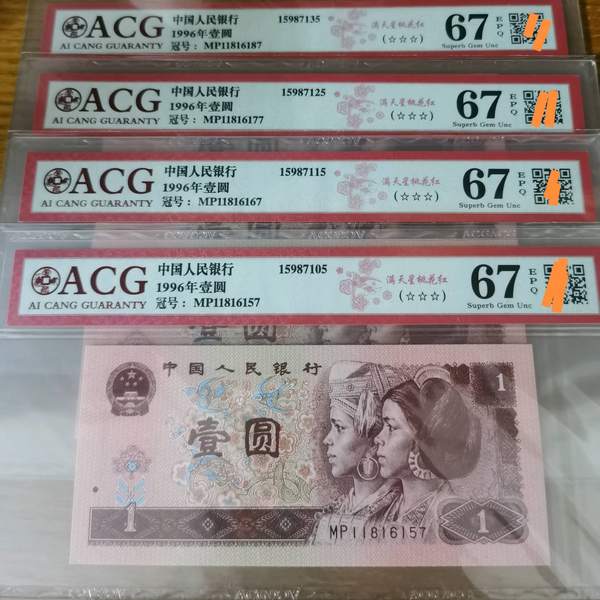 ACG
AI CANG GUARANTY
中国人民银行
1996年壹圆
冠号: MP11816187
15987135
满天星桃花红
(☆☆☆)
67
EPQ
Superb Gem Unc
ACG
AI CANG GUARANTY
中国人民银行
1996年壹圆
冠号: MP11816177
15987125
满天星桃花红
(☆☆☆)
67
EPQ
Superb Gem Unc
ACG
AI CANG GUARANTY
中国人民银行
1996年壹圆
冠号: MP11816167
15987115
满天星桃花红
(☆☆☆)
67
EPQ
Superb Gem Unc
ACG
AI CANG GUARANTY
中国人民银行
1996年壹圆
冠号: MP11816157
15987105
满天星桃花红
(☆☆☆)
67
EPQ
Superb Gem Unc
壹圆
中国人民银行
1
壹圆
1
MP11816157
1